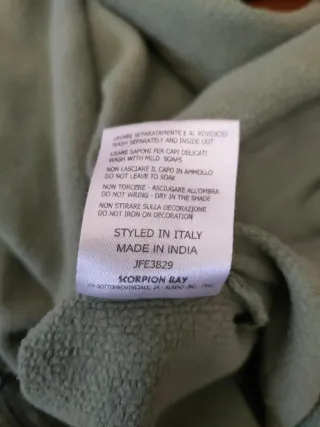 LAVARE SEPARATAMENTE E AL ROVESCIO
WASH SEPARATELY AND INSIDE OUT
USARE SAPONI PER CAPI DELICATI
WASH WITH MILD SOAPS
NON LASCIARE IL CAPO IN AMMOLLO
DO NOT LEAVE TO SOAK
NON TORCERE - ASCIUGARE ALL'OMBRA
DO NOT WRING - DRY IN THE SHADE
NON STIRARE SULLA DECORAZIONE
DO NOT IRON ON DECORATION
STYLED IN ITALY
MADE IN INDIA
JFE3829
SCORPION BAY
VIA